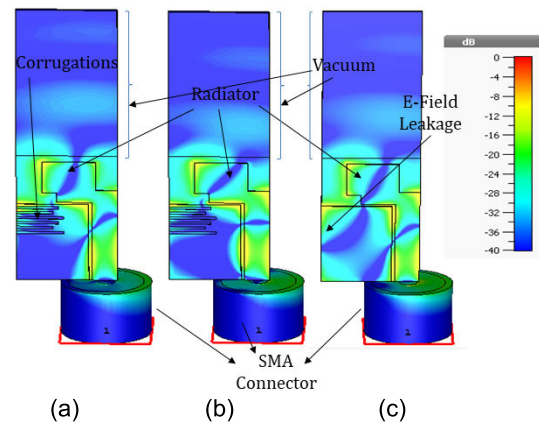 Corrugations
Vacuum
Radiator
E-Field
Leakage
dB
0
-4
-8
-12
-16
-20
-24
-28
-32
-36
-40
1
1
1
SMA
Connector
(a)
(b)
(c)